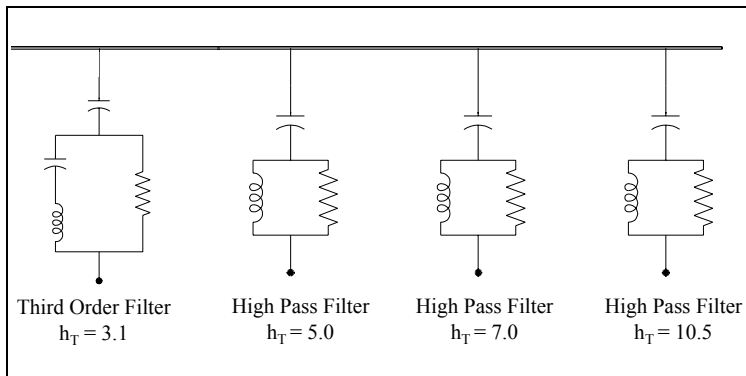 Third Order Filter
h_T = 3.1
High Pass Filter
h_T = 5.0
High Pass Filter
h_T = 7.0
High Pass Filter
h_T = 10.5